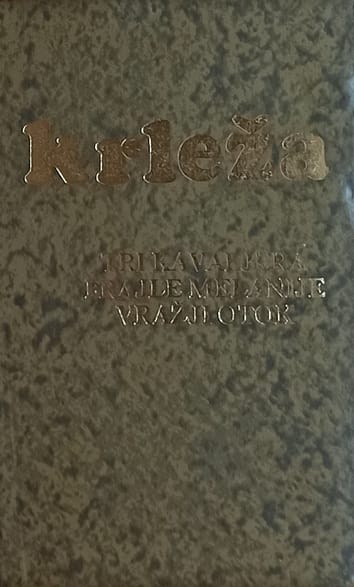 krleža
TRI KAVALJERA
FRAJLE MELANIJE
VRAŽJI OTOK